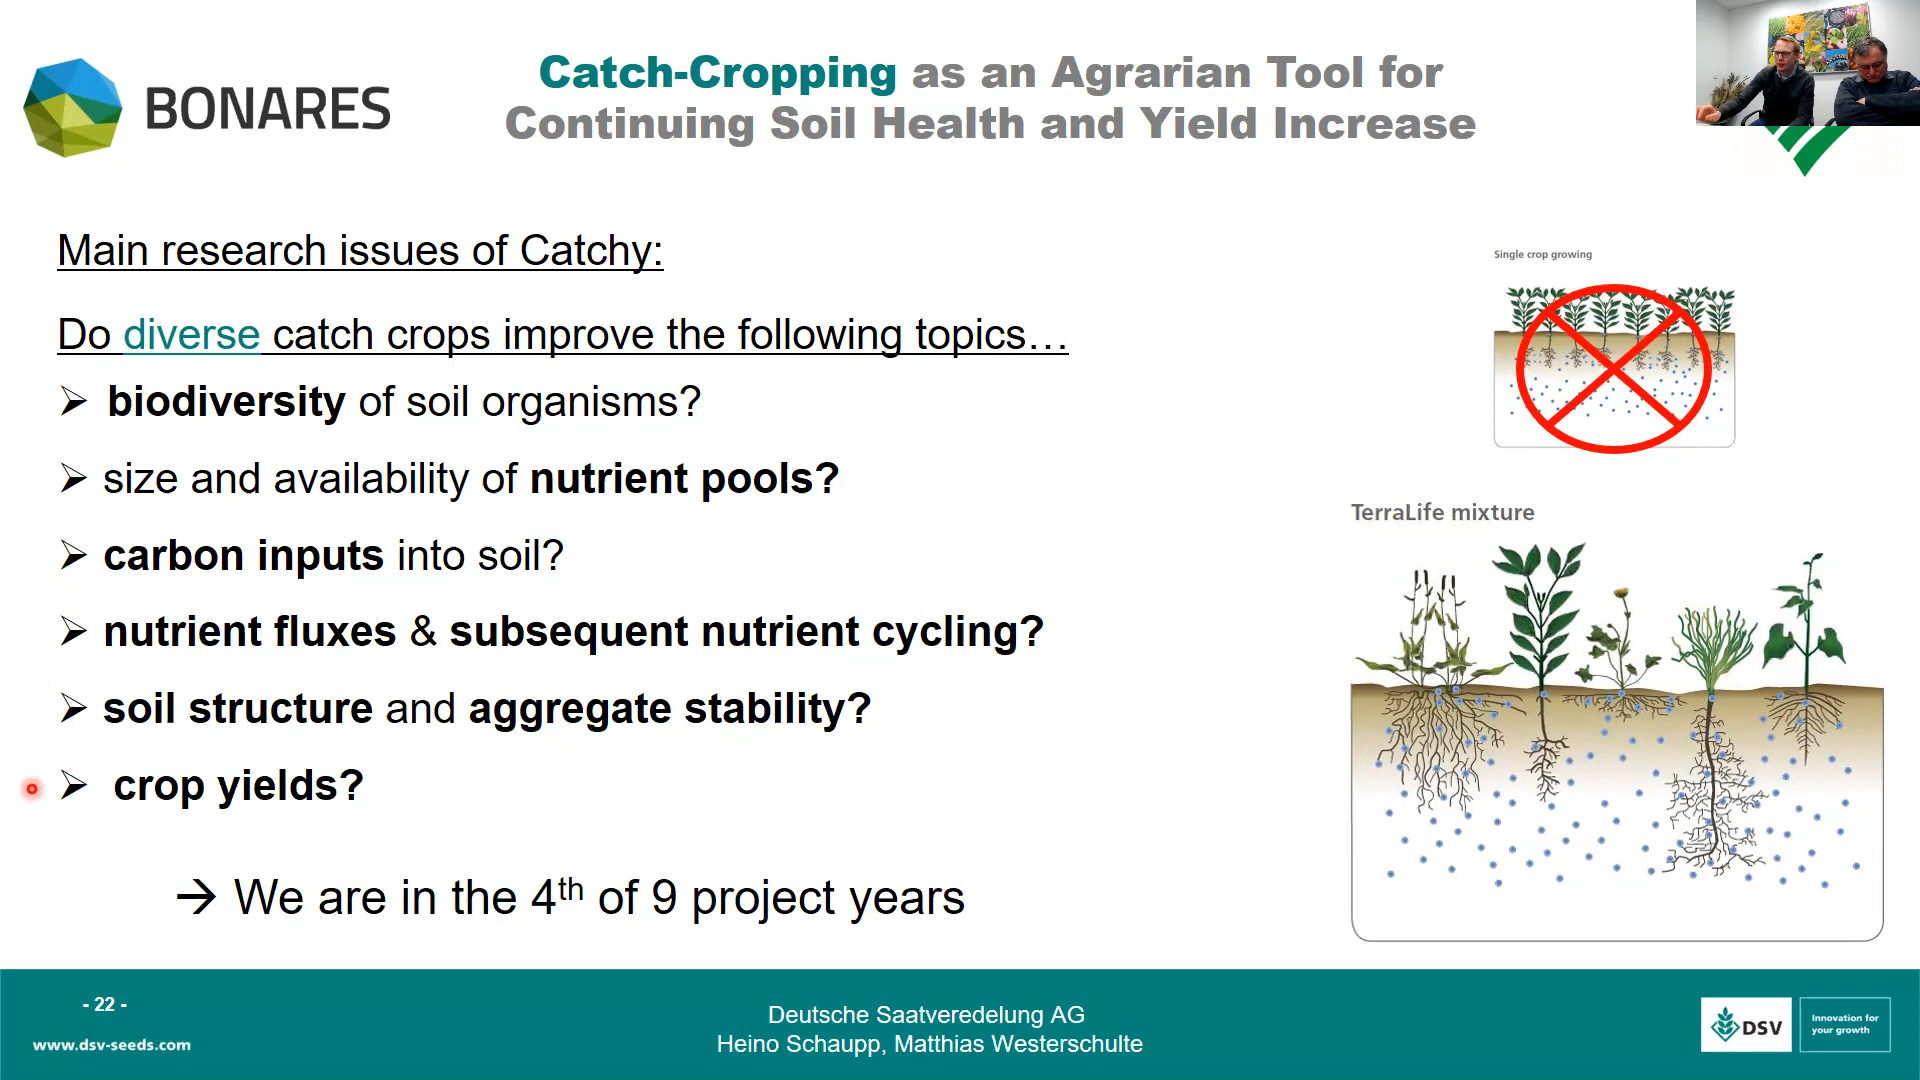 BONARES
Catch-Cropping as an Agrarian Tool for
Continuing Soil Health and Yield Increase
Main research issues of Catchy:
Do diverse catch crops improve the following topics…
➢ biodiversity of soil organisms?
➢ size and availability of nutrient pools?
➢ carbon inputs into soil?
➢ nutrient fluxes & subsequent nutrient cycling?
➢ soil structure and aggregate stability?
➢ crop yields?
→ We are in the 4th of 9 project years
Single crop growing
TerraLife mixture
- 22 -
www.dsv-seeds.com
Deutsche Saatveredelung AG
Heino Schaupp, Matthias Westerschulte
DSV
Innovation for
your growth